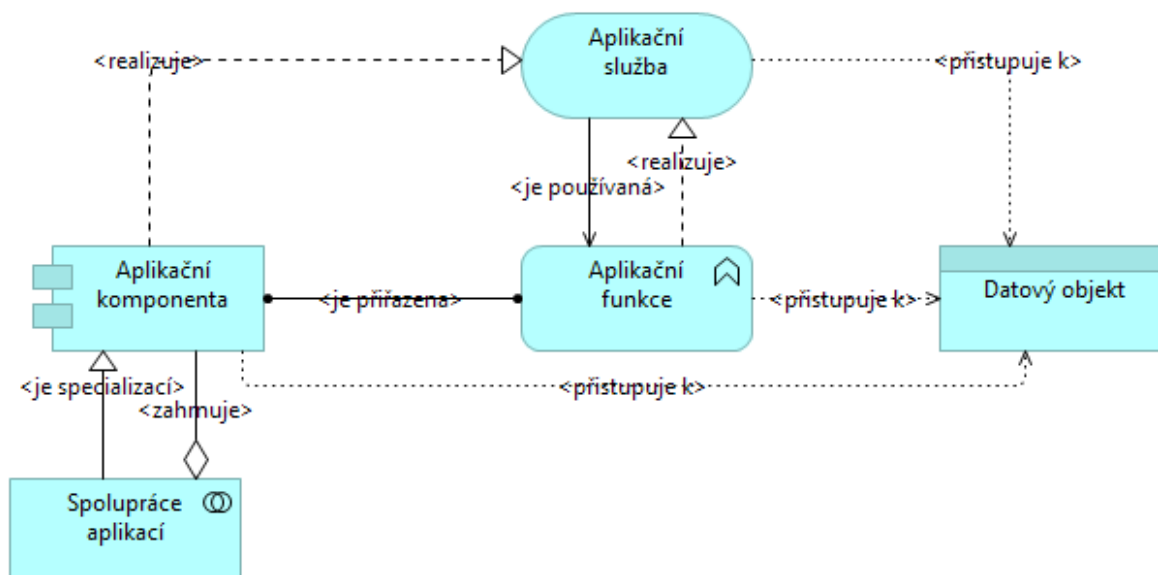 Aplikační
služba
<realizuje>
<přistupuje k>
<realizuje>
<je používaná>
Aplikační
komponenta
<je přiřazena>
Aplikační
funkce
<přistupuje k>
Datový objekt
<je specializací>
<přistupuje k>
<zahrnuje>
Spolupráce
aplikací